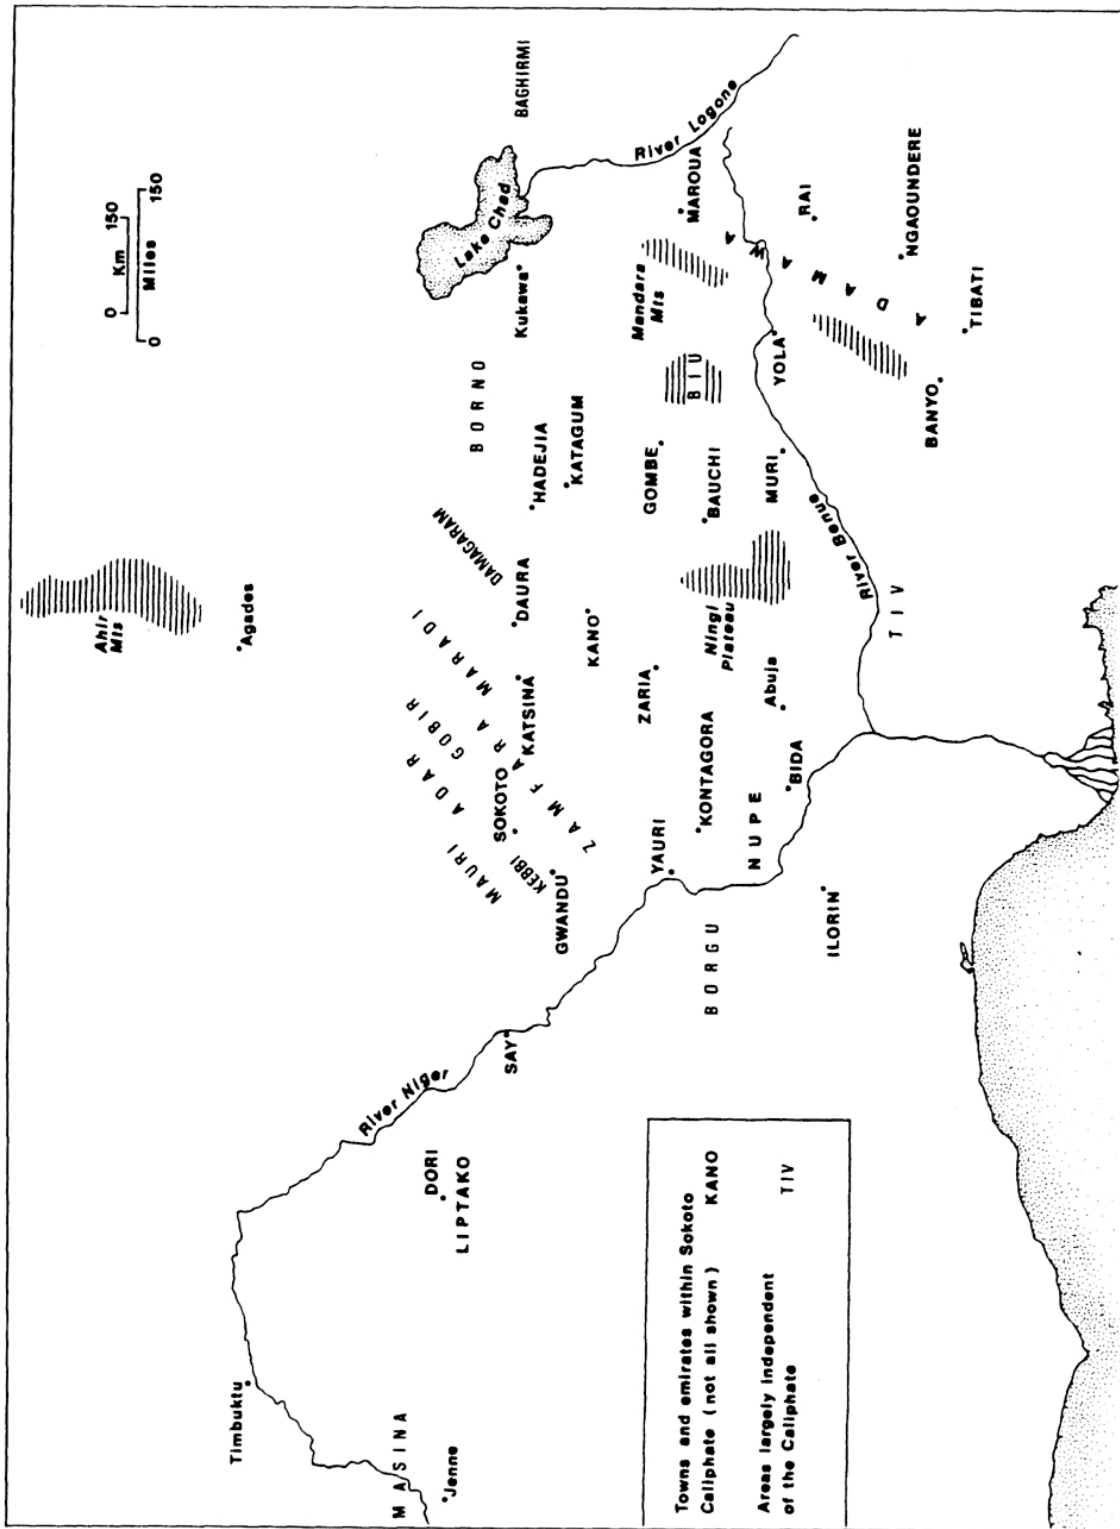 Ahir
Mts
Agades
0 Km 150
0 Miles 150
Timbuktu
MASINA
Jenne
River Niger
DORI
LIPTAKO
SAY
MAURI
ADAR
GOBIR
MARADI
DAMAGARAM
BORNO
Lake Chad
BAGHIRMI
Kukawa
KEBBI
SOKOTO
ZAMFARA
KATSINA
DAURA
HADEJIA
KATAGUM
GWANDU
KANO
River Logone
YAURI
ZARIA
GOMBE
Mandara
Mts
MAROUA
BORGU
KONTAGORA
Ningi
Plateau
BAUCHI
BIU
NUPE
Abuja
MURI
YOLA
ADAMAWA
RAI
ILORIN
BIDA
River Benue
TIV
BANYO
NGAOUNDERE
TIBATI
Towns and emirates within Sokoto
Caliphate (not all shown) KANO
Areas largely independent
of the Caliphate TIV